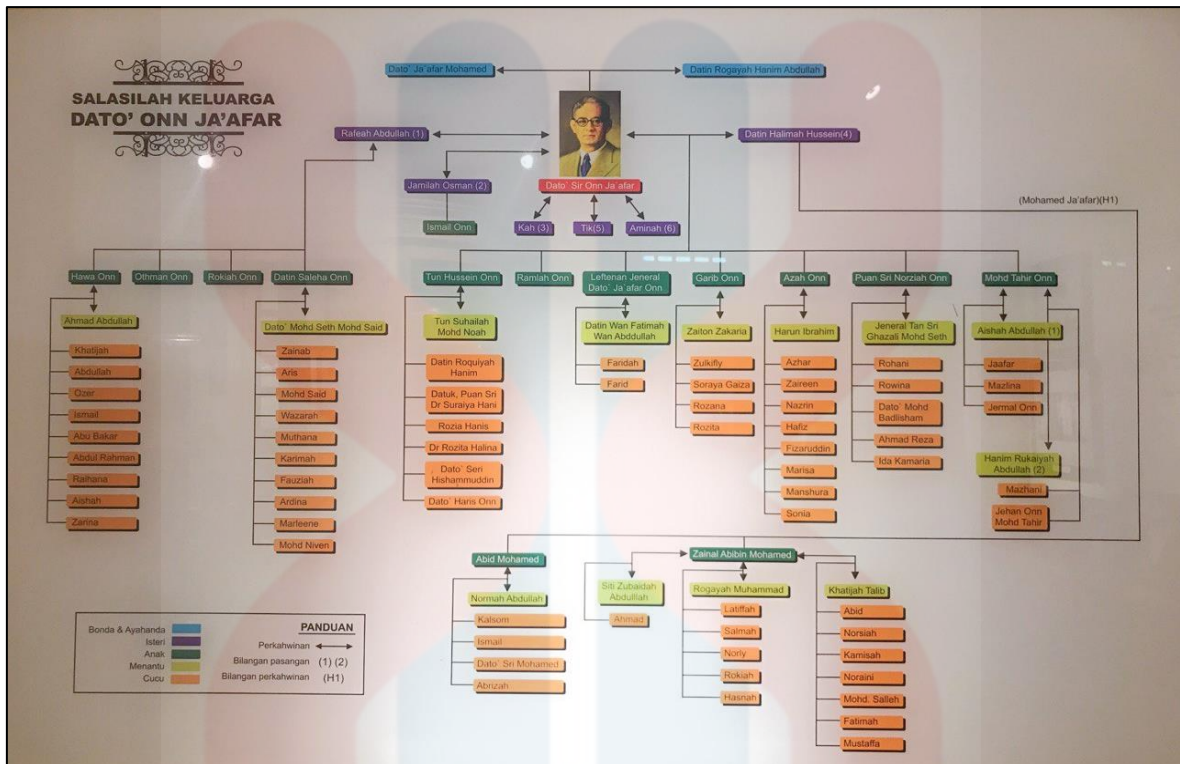 SALASILAH KELUARGA
DATO' ONN JA'AFAR
Dato' Ja'afar Mohamed
Datin Rogayah Hanim Abdullah
Rafeah Abdullah (1)
Datin Halimah Hussein(4)
Jamilah Osman (2)
Dato' Sir Onn Ja'afar
(Mohamed Ja'afar)(H1)
Ismail Onn
Kah (3)
Tik(5)
Aminah (6)
Hawa Onn
Othman Onn
Rokiah Onn
Datin Saleha Onn
Tun Hussein Onn
Ramlah Onn
Leftenan Jeneral
Dato' Ja'afar Onn
Garib Onn
Azah Onn
Puan Sri Norziah Onn
Mohd Tahir Onn
Ahmad Abdullah
Khatijah
Abdullah
Ozer
Ismail
Abu Bakar
Abdul Rahman
Raihana
Aishah
Zarina
Dato' Mohd Seth Mohd Said
Zainab
Aris
Mohd Said
Wazarah
Muthana
Karimah
Fauziah
Ardina
Marleene
Mohd Niven
Tun Suhailah
Mohd Noah
Datin Roquiyah
Hanim
Datuk, Puan Sri
Dr Suraiya Hani
Rozia Hanis
Dr Rozita Halina
Dato' Seri
Hishammuddin
Dato' Haris Onn
Datin Wan Fatimah
Wan Abddullah
Faridah
Farid
Zaiton Zakaria
Zulkifly
Soraya Gaiza
Rozana
Rozita
Harun Ibrahim
Azhar
Zaireen
Nazrin
Hafiz
Fizaruddin
Marisa
Manshura
Sonia
Jeneral Tan Sri
Ghazali Mohd Seth
Rohani
Rowina
Dato' Mohd
Badlisham
Ahmad Reza
Ida Kamaria
Aishah Abdullah (1)
Jaafar
Mazlina
Jermal Onn
Hanim Rukaiyah
Abdullah (2)
Mazhani
Jehan Onn
Mohd Tahir
Abid Mohamed
Zainal Abibin Mohamed
Normah Abdullah
Kalsom
Ismail
Dato' Sri Mohamed
Abrizah
Siti Zubaidah
Abdulllah
Ahmad
Rogayah Muhammad
Latiffah
Salmah
Norly
Rokiah
Hasnah
Khatijah Talib
Abid
Norsiah
Kamisah
Noraini
Mohd. Salleh
Fatimah
Mustaffa
PANDUAN
Bonda & Ayahanda
Isteri
Anak
Menantu
Cucu
Perkahwinan
Bilangan pasangan (1) (2)
Bilangan perkahwinan (H1)